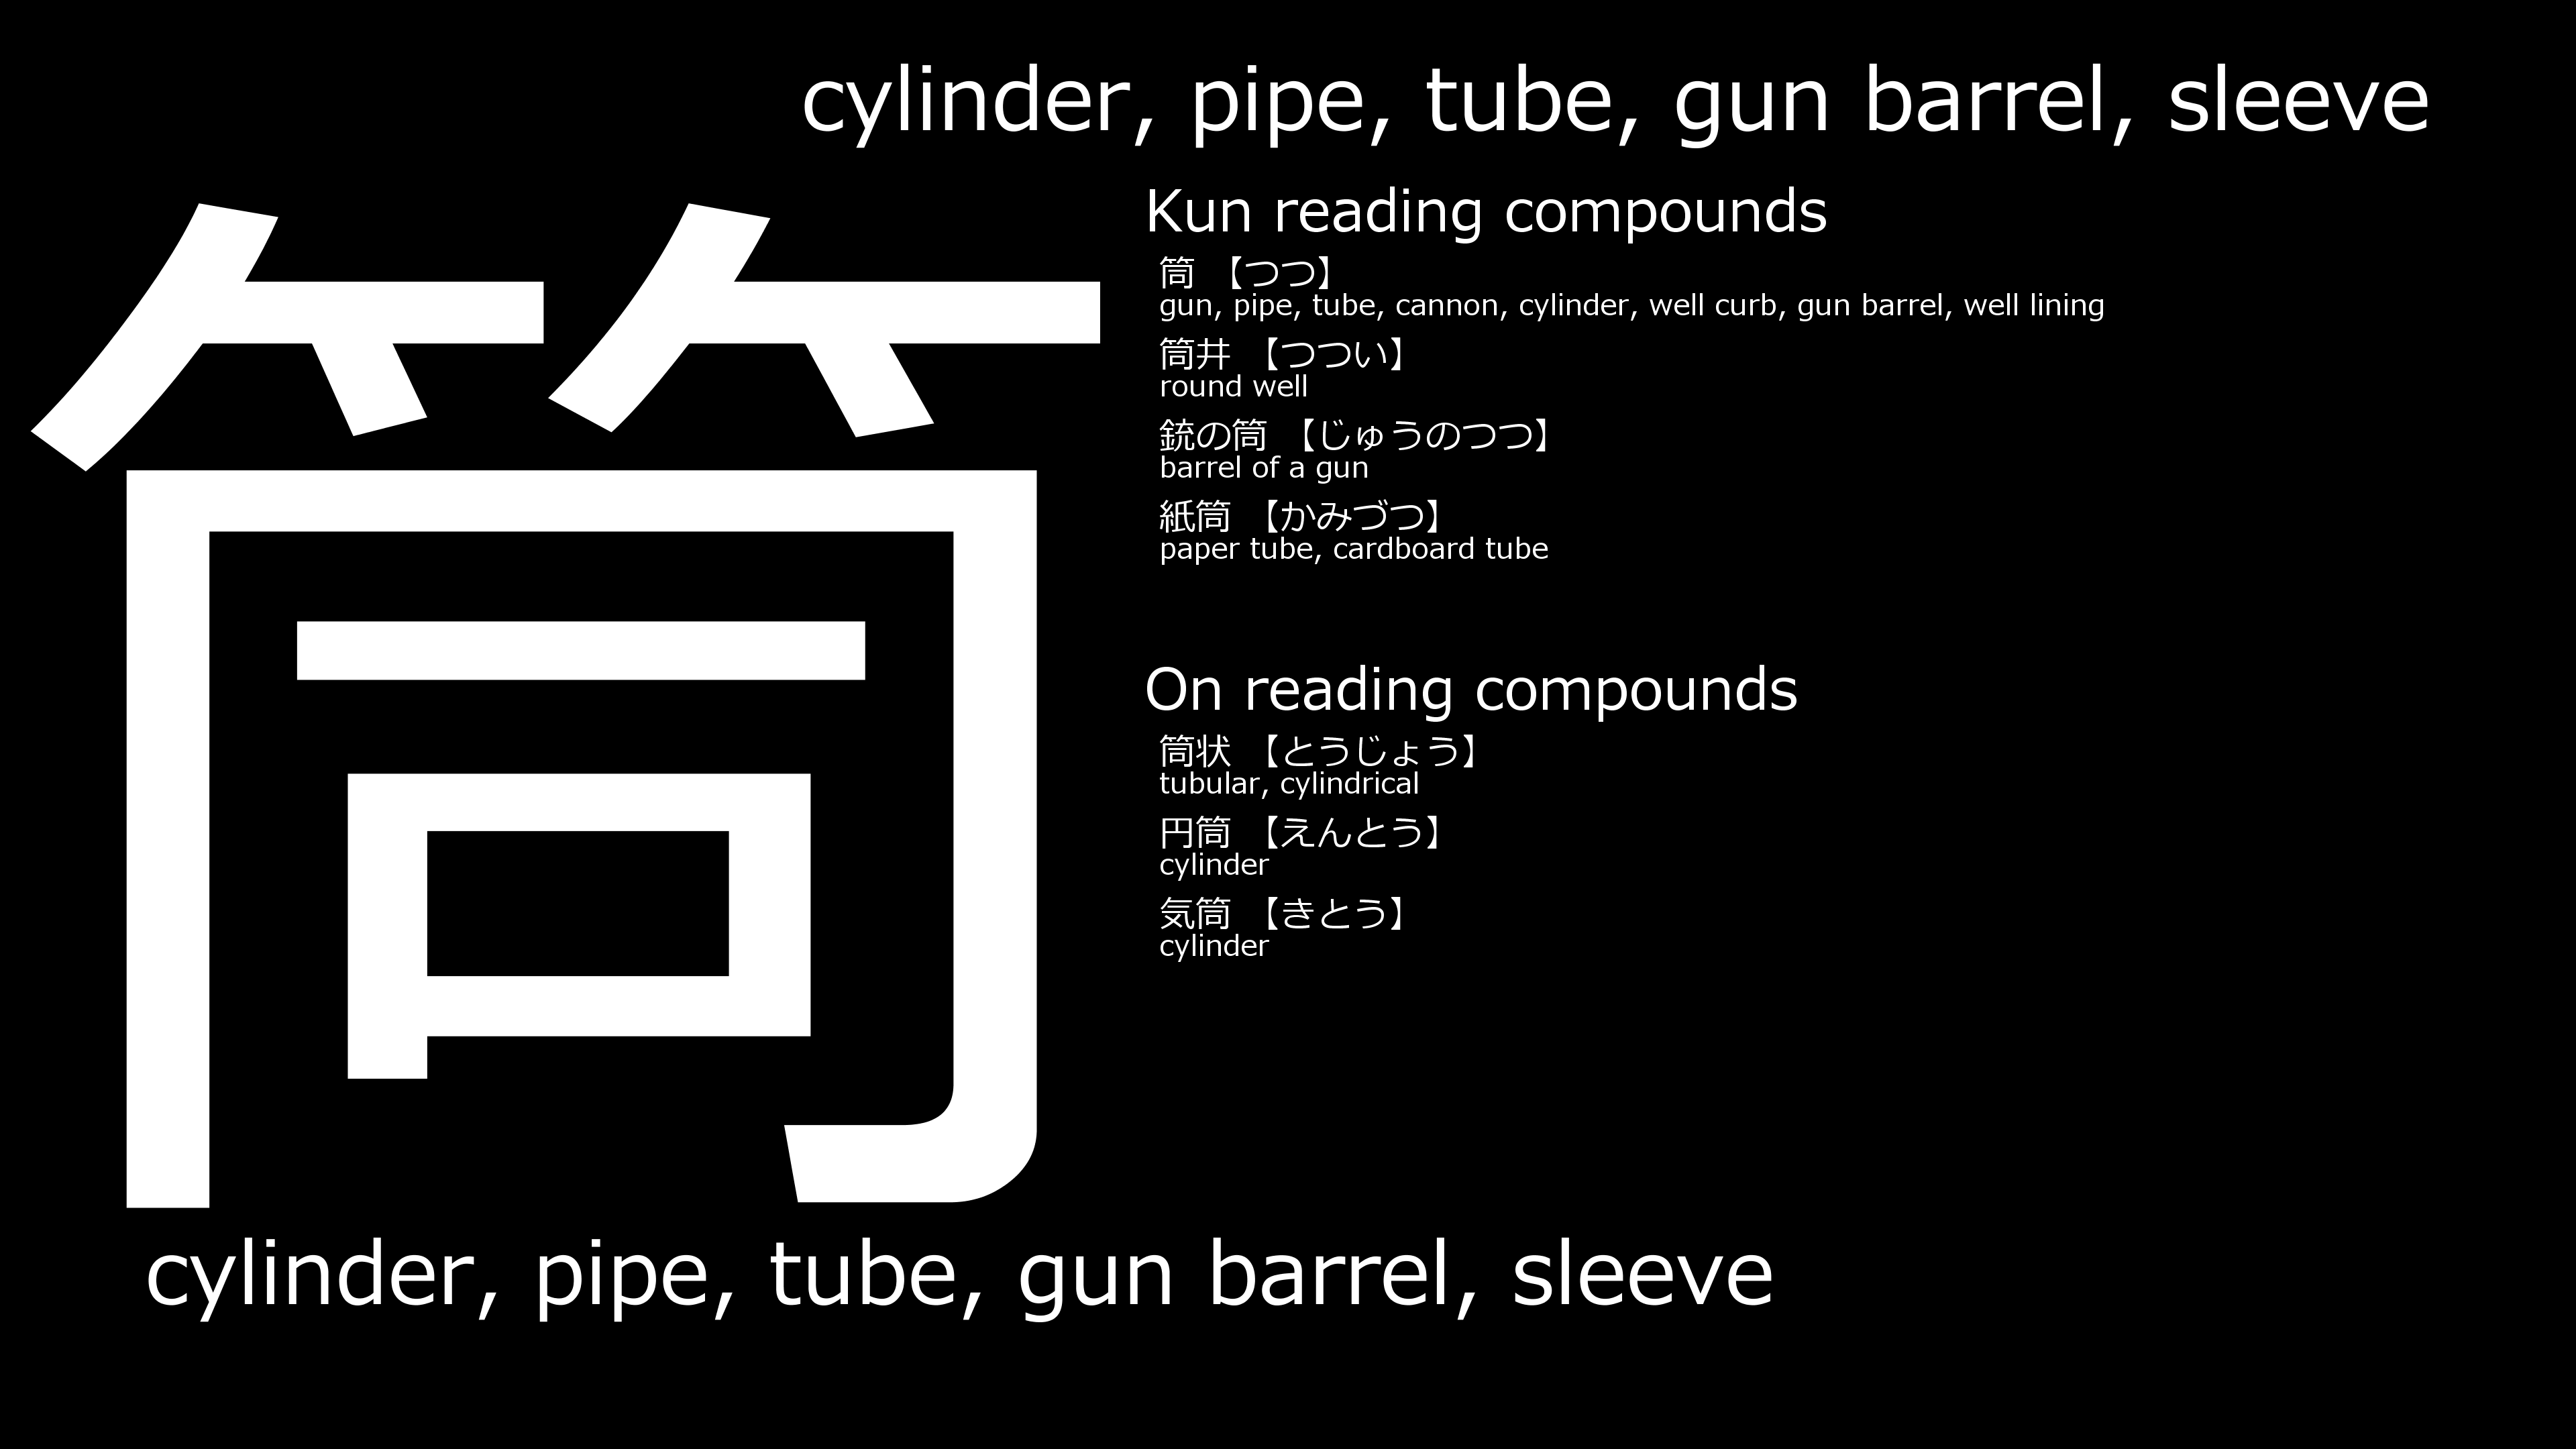 cylinder, pipe, tube, gun barrel, sleeve
筒
Kun reading compounds
筒 【つつ】
gun, pipe, tube, cannon, cylinder, well curb, gun barrel, well lining
筒井 【つつい】
round well
銃の筒 【じゅうのつつ】
barrel of a gun
紙筒 【かみづつ】
paper tube, cardboard tube
On reading compounds
筒状 【とうじょう】
tubular, cylindrical
円筒 【えんとう】
cylinder
気筒 【きとう】
cylinder
cylinder, pipe, tube, gun barrel, sleeve